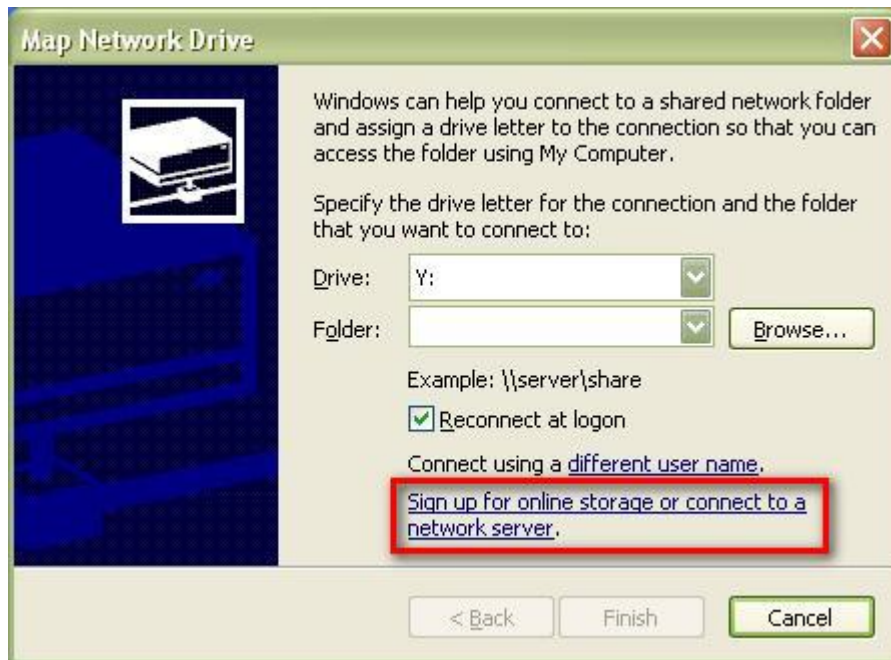 Map Network Drive
Windows can help you connect to a shared network folder
and assign a drive letter to the connection so that you can
access the folder using My Computer.
Specify the drive letter for the connection and the folder
that you want to connect to:
Drive: Y:
Folder: Browse...
Example: \\server\share
Reconnect at logon
Connect using a different user name.
Sign up for online storage or connect to a
network server.
< Back Finish Cancel